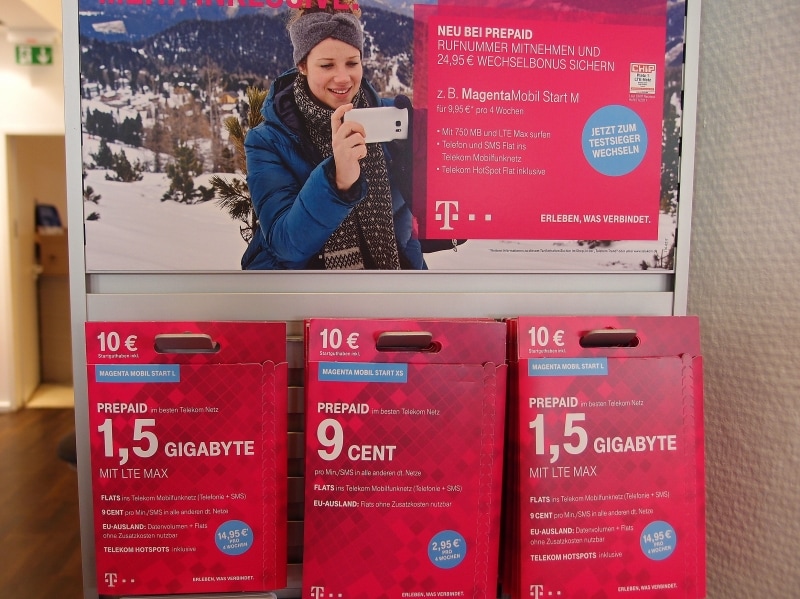 NEU BEI PREPAID
RUFNUMMER MITNEHMEN UND
24,95 € WECHSELBONUS SICHERN
CHIP
z. B. MagentaMobil Start M
für 9,95 €* pro 4 Wochen
• Mit 750 MB und LTE Max surfen
• Telefon und SMS Flat ins
Telekom Mobilfunknetz
• Telekom HotSpot Flat inklusive
JETZT ZUM
TESTSIEGER
WECHSELN
T
ERLEBEN, WAS VERBINDET.
10 €
Startguthaben inkl.
MAGENTA MOBIL START L
PREPAID im besten Telekom Netz
1,5 GIGABYTE
MIT LTE MAX
FLATS ins Telekom Mobilfunknetz (Telefonie + SMS)
9 CENT pro Min./SMS in alle anderen dt. Netze
EU-AUSLAND: Datenvolumen + Flats
ohne Zusatzkosten nutzbar
TELEKOM HOTSPOTS inklusive
14,95 €
PRO
4 WOCHEN
T
ERLEBEN, WAS VERBINDET.
10 €
Startguthaben inkl.
MAGENTA MOBIL START XS
PREPAID im besten Telekom Netz
9 CENT
pro Min./SMS in alle anderen dt. Netze
FLATS ins Telekom Mobilfunknetz (Telefonie + SMS)
EU-AUSLAND: Flats ohne Zusatzkosten nutzbar
2,95 €
PRO
4 WOCHEN
T
ERLEBEN, WAS VERBINDET.
10 €
Startguthaben inkl.
MAGENTA MOBIL START L
PREPAID im besten Telekom Netz
1,5 GIGABYTE
MIT LTE MAX
FLATS ins Telekom Mobilfunknetz (Telefonie + SMS)
9 CENT pro Min./SMS in alle anderen dt. Netze
EU-AUSLAND: Datenvolumen + Flats
ohne Zusatzkosten nutzbar
TELEKOM HOTSPOTS inklusive
14,95 €
PRO
4 WOCHEN
T
ERLEBEN, WAS VERBINDET.